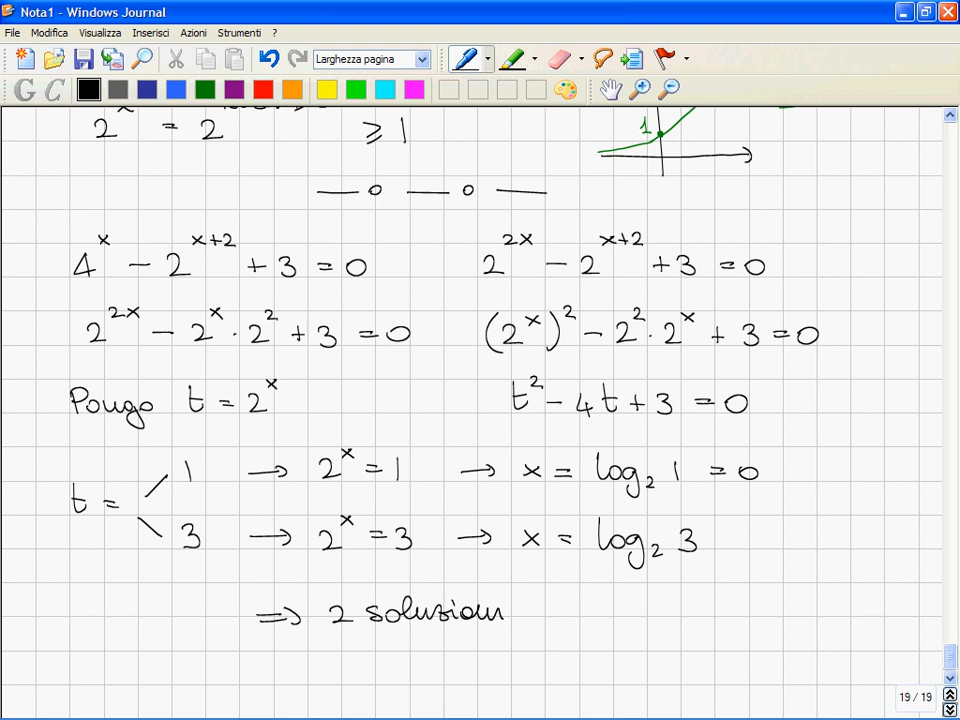 Nota1 - Windows Journal
File Modifica Visualizza Inserisci Azioni Strumenti ?
Larghezza pagina
G C
2^x = 2 ⩾ 1
1
4^x - 2^(x+2) + 3 = 0 2^(2x) - 2^(x+2) + 3 = 0
2^(2x) - 2^x · 2^2 + 3 = 0 (2^x)^2 - 2^2 · 2^x + 3 = 0
Pongo t = 2^x t^2 - 4t + 3 = 0
1 → 2^x = 1 → x = log_2 1 = 0
t =
3 → 2^x = 3 → x = log_2 3
⇒ 2 soluzioni
19 / 19